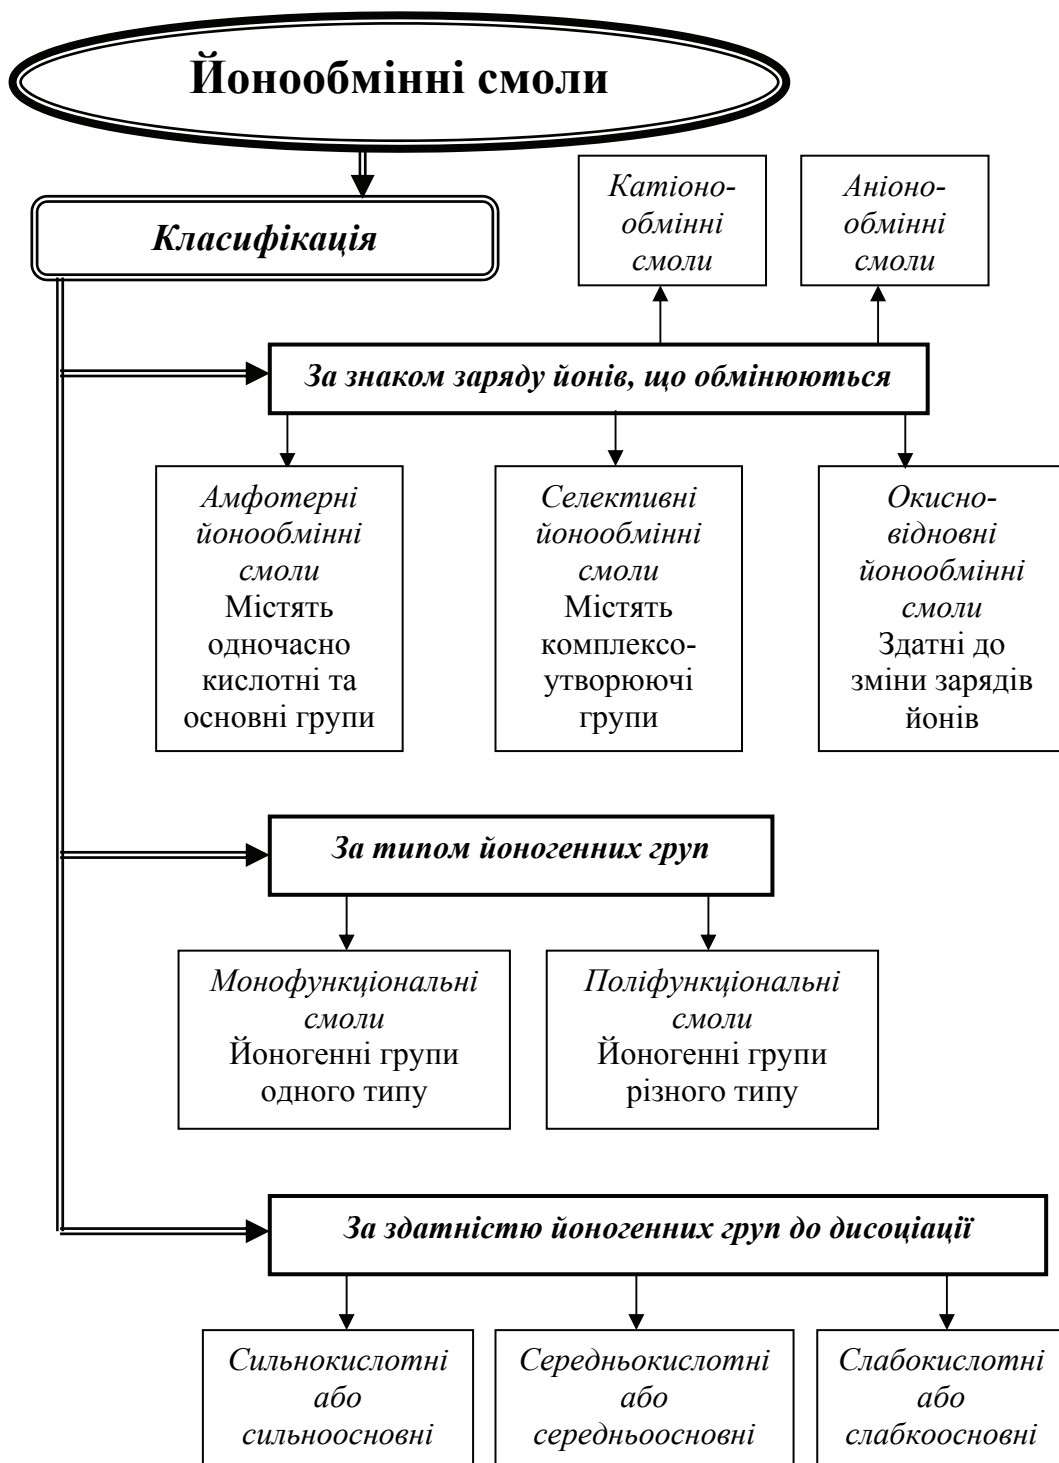 Йонообмінні смоли
Класифікація
Катіоно-
обмінні
смоли
Аніоно-
обмінні
смоли
За знаком заряду йонів, що обмінюються
Амфотерні
йонообмінні
смоли
Містять
одночасно
кислотні та
основні групи
Селективні
йонообмінні
смоли
Містять
комплексо-
утворюючі
групи
Окисно-
відновні
йонообмінні
смоли
Здатні до
зміни зарядів
йонів
За типом йоногенних груп
Монофункціональні
смоли
Йоногенні групи
одного типу
Поліфункціональні
смоли
Йоногенні групи
різного типу
За здатністю йоногенних груп до дисоціації
Сильнокислотні
або
сильноосновні
Середньокислотні
або
середньоосновні
Слабокислотні
або
слабкоосновні